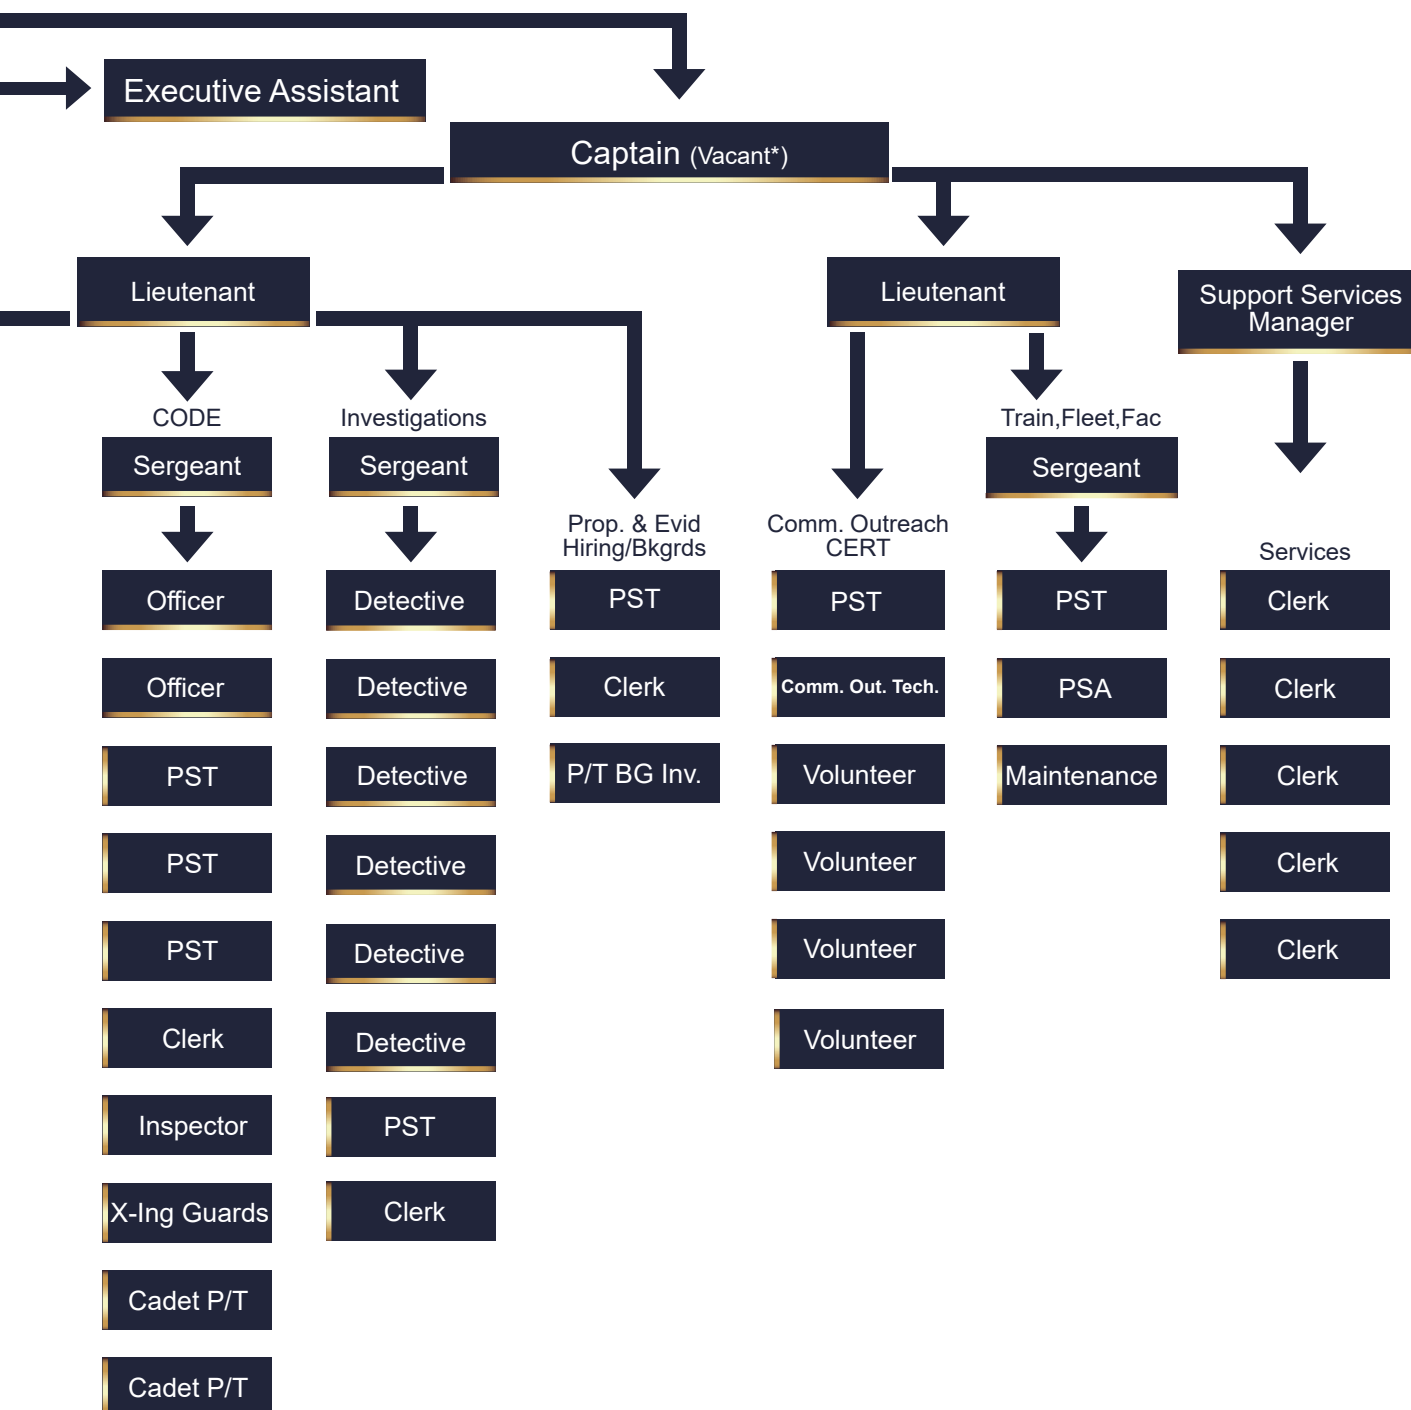 Executive Assistant
Captain (Vacant*)
Lieutenant
Lieutenant
Support Services
Manager
CODE
Sergeant
Officer
Officer
PST
PST
PST
Clerk
Inspector
X-Ing Guards
Cadet P/T
Cadet P/T
Investigations
Sergeant
Detective
Detective
Detective
Detective
Detective
Detective
PST
Clerk
Prop. & Evid
Hiring/Bkgrds
PST
Clerk
P/T BG Inv.
Comm. Outreach
CERT
PST
Comm. Out. Tech.
Volunteer
Volunteer
Volunteer
Volunteer
Train,Fleet,Fac
Sergeant
PST
PSA
Maintenance
Services
Clerk
Clerk
Clerk
Clerk
Clerk